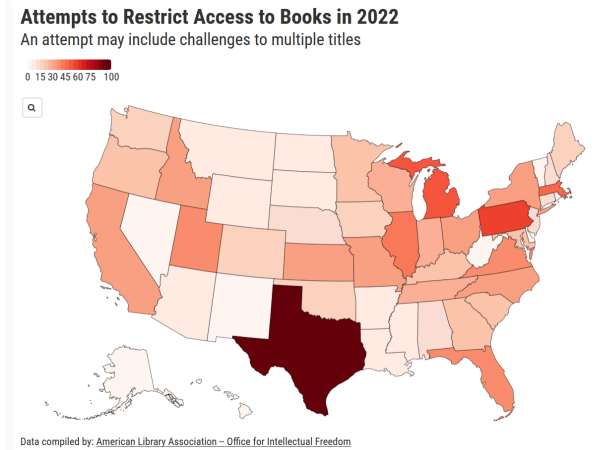 Attempts to Restrict Access to Books in 2022
An attempt may include challenges to multiple titles
0 15 30 45 60 75 100
Data compiled by: American Library Association – Office for Intellectual Freedom